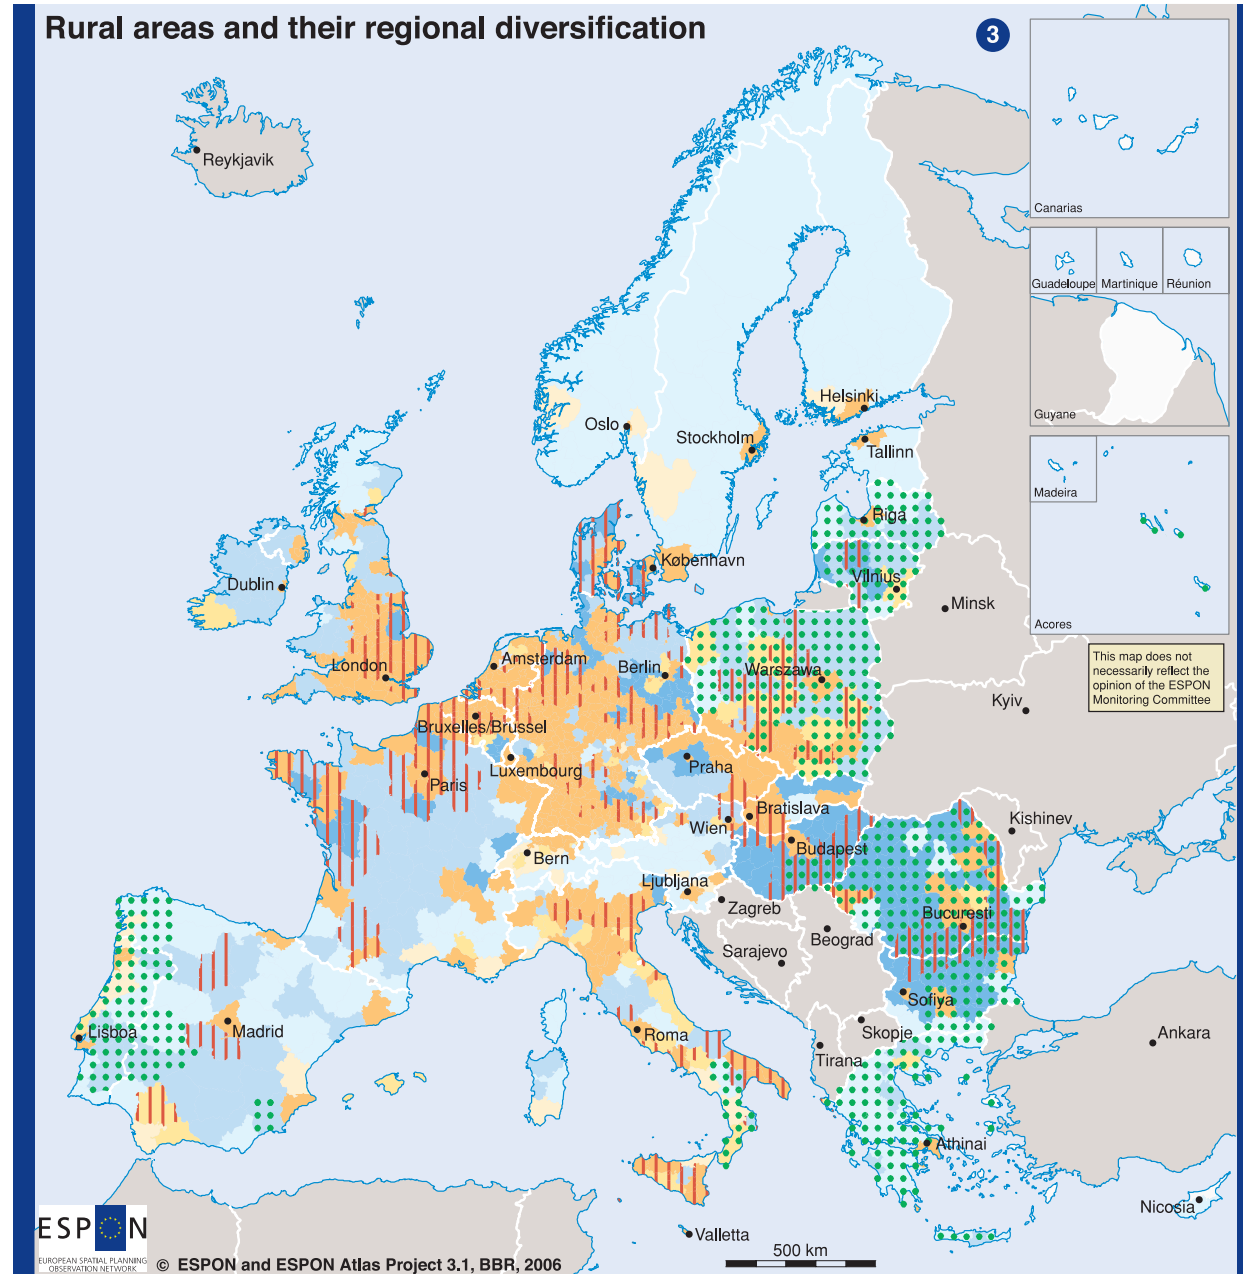 Rural areas and their regional diversification
3
Reykjavik
Canarias
Guadeloupe
Martinique
Réunion
Guyane
Madeira
Acores
Helsinki
Oslo
Stockholm
Tallinn
Riga
København
Vilnius
Dublin
Minsk
This map does not
necessarily reflect the
opinion of the ESPON
Monitoring Committee
London
Amsterdam
Berlin
Warszawa
Kyiv
Bruxelles/Brussel
Luxembourg
Praha
Paris
Bratislava
Wien
Kishinev
Budapest
Bern
Ljubljana
Zagreb
Bucuresti
Beograd
Sarajevo
Sofiya
Lisboa
Madrid
Roma
Skopje
Ankara
Tirana
Athinai
Nicosia
Valletta
ESPON
EUROPEAN SPATIAL PLANNING
OBSERVATION NETWORK
© ESPON and ESPON Atlas Project 3.1, BBR, 2006
500 km